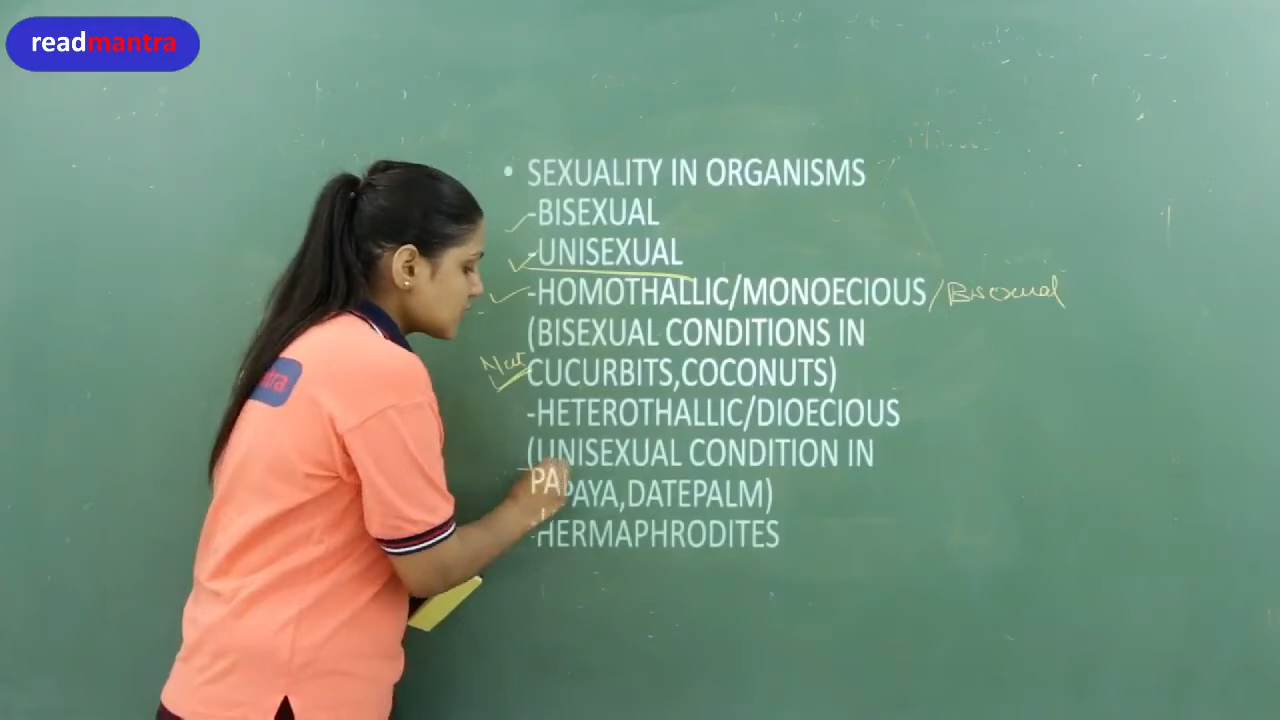 readmantra
• SEXUALITY IN ORGANISMS
-BISEXUAL
-UNISEXUAL
-HOMOTHALLIC/MONOECIOUS /Bisexual
(BISEXUAL CONDITIONS IN
CUCURBITS,COCONUTS)
-HETEROTHALLIC/DIOECIOUS
(UNISEXUAL CONDITION IN
PAPAYA,DATEPALM)
-HERMAPHRODITES